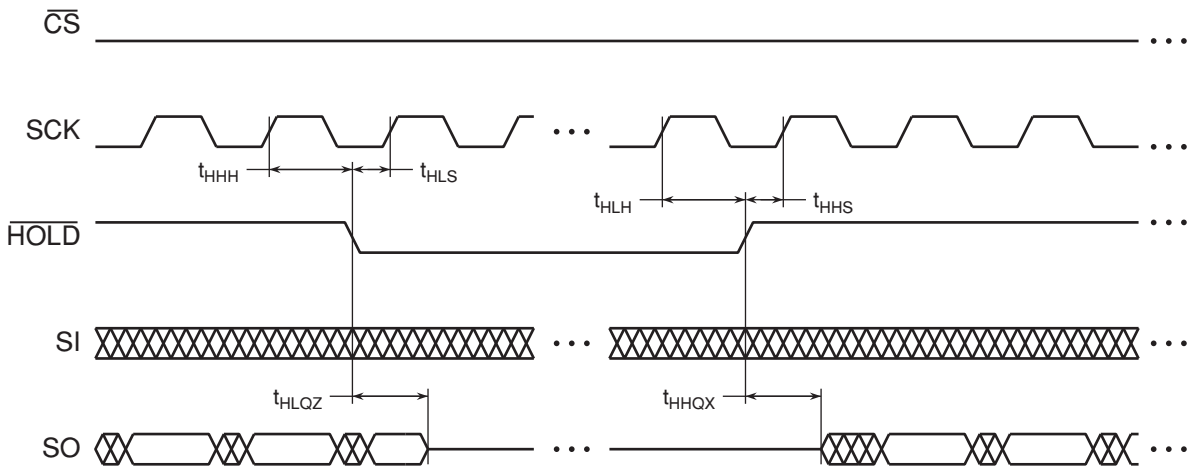 CS
SCK
tHHH
tHLS
tHLH
tHHS
HOLD
SI
tHLQZ
tHHQX
SO